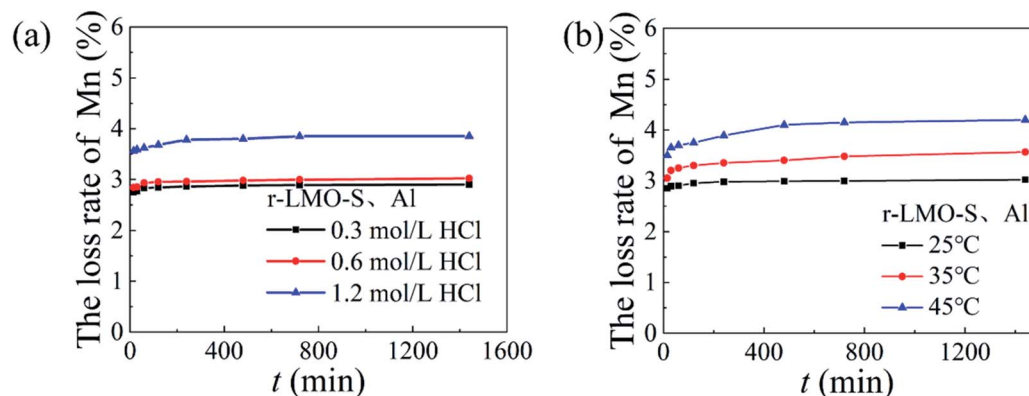 (a)
The loss rate of Mn (%)
6
5
4
3
2
1
0
r-LMO-S、Al
0.3 mol/L HCl
0.6 mol/L HCl
1.2 mol/L HCl
0 400 800 1200 1600
t (min)
(b)
The loss rate of Mn (%)
6
5
4
3
2
1
0
r-LMO-S、Al
25℃
35℃
45℃
0 400 800 1200
t (min)